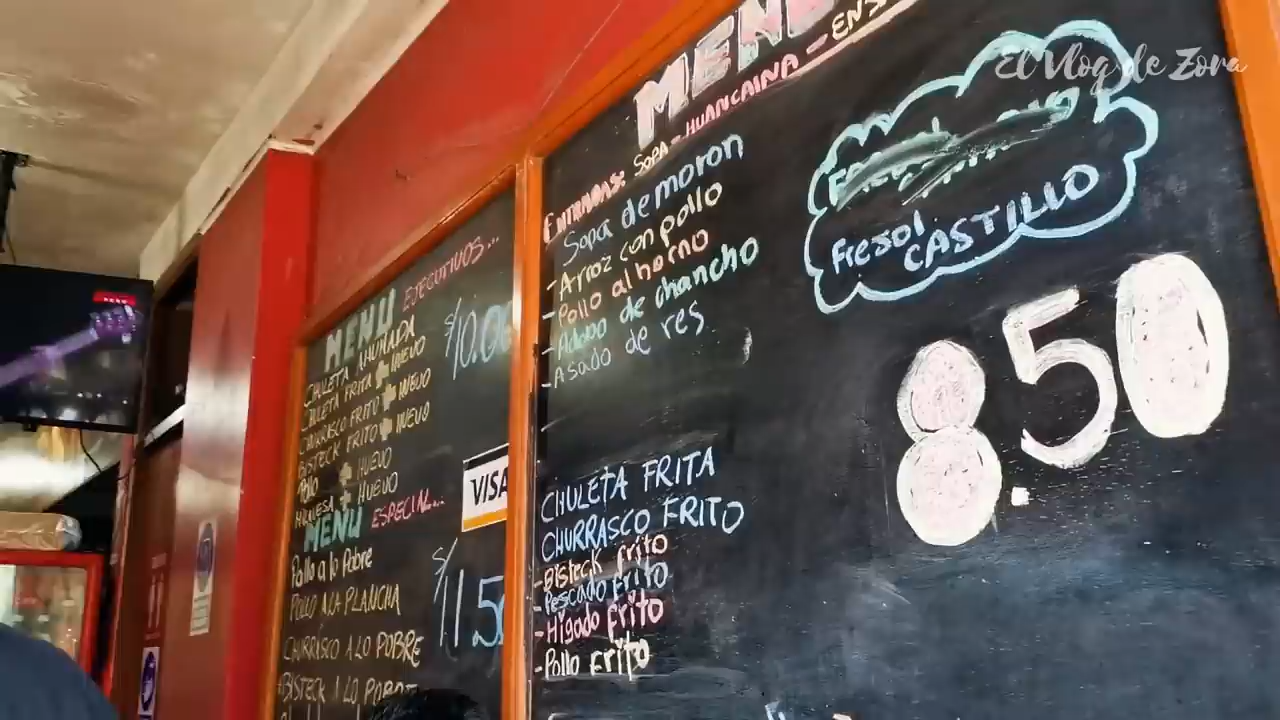 El Vlog de Zora
MENU EJECUTIVOS...
CHULETA AHUMADA
CHULETA FRITA + HUEVO
CHURRASCO FRITO + HUEVO
BISTECK FRITO + HUEVO
Pollo + HUEVO
+ HUEVO
S/10.00
VISA
MENU ESPECIAL...
Pollo a lo Pobre
POLLO A LA PLANCHA
CHURRASCO A LO POBRE
BISTECK A LO POBRE
S/11.50
MENU
ENTRADAS: SOPA - HUANCAINA - ENS
Sopa de moron
-Arroz con pollo
-Pollo al horno
-Adobo de chancho
-Asado de res
CHULETA FRITA
CHURRASCO FRITO
-Bisteck frito
-Pescado Frito
-Higado frito
-Pollo Frito
Frejol
CASTILLO
8.50